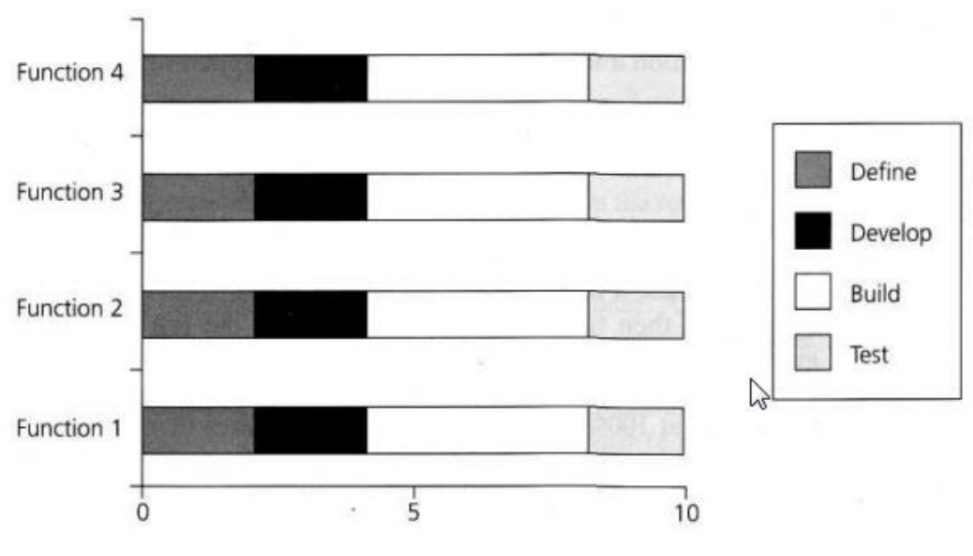 Function 4
Function 3
Function 2
Function 1
0
5
10
Define
Develop
Build
Test